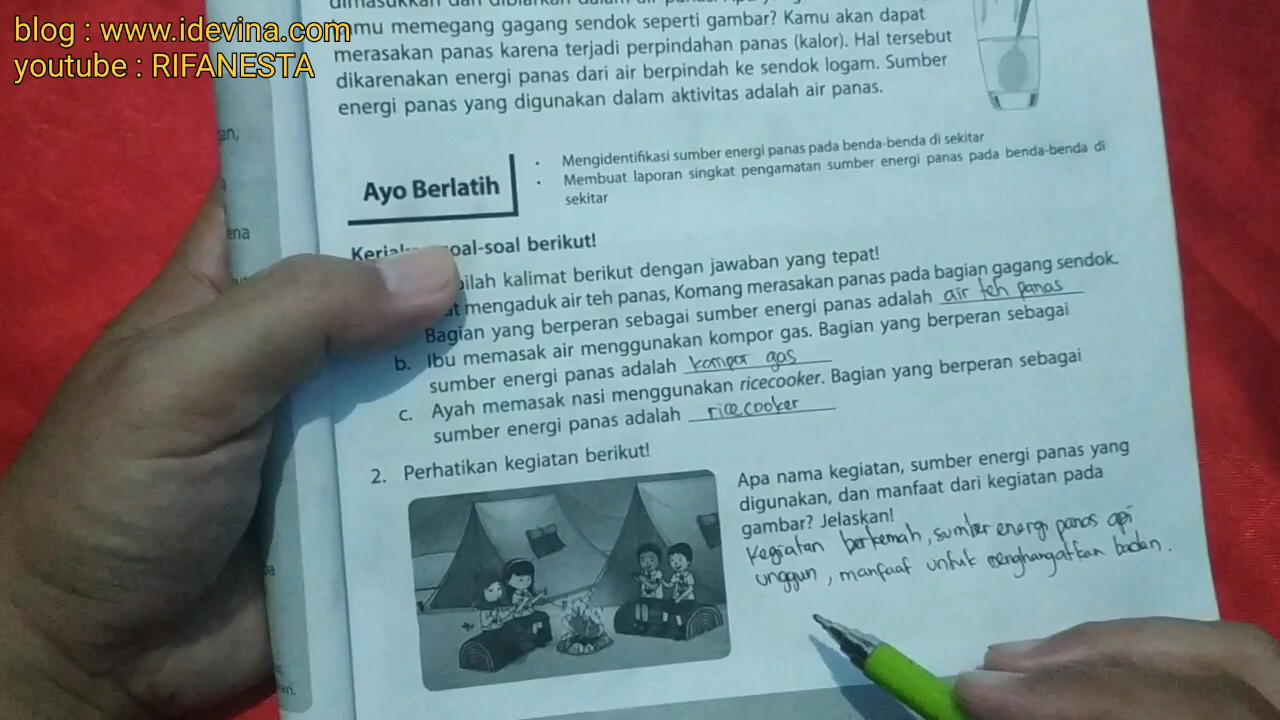 blog : www.idevina.com
youtube : RIFANESTA
dimasukkan dan dibiarkan dalam air
mu memegang gagang sendok seperti gambar? Kamu akan dapat
merasakan panas karena terjadi perpindahan panas (kalor). Hal tersebut
dikarenakan energi panas dari air berpindah ke sendok logam. Sumber
energi panas yang digunakan dalam aktivitas adalah air panas.
an,
ena
Ayo Berlatih
• Mengidentifikasi sumber energi panas pada benda-benda di sekitar
• Membuat laporan singkat pengamatan sumber energi panas pada benda-benda di
sekitar
oal-soal berikut!
ilah kalimat berikut dengan jawaban yang tepat!
at mengaduk air teh panas, Komang merasakan panas pada bagian gagang sendok.
Bagian yang berperan sebagai sumber energi panas adalah air teh panas
b. Ibu memasak air menggunakan kompor gas. Bagian yang berperan sebagai
sumber energi panas adalah kompor gas
c. Ayah memasak nasi menggunakan ricecooker. Bagian yang berperan sebagai
sumber energi panas adalah ricecooker
2. Perhatikan kegiatan berikut!
Apa nama kegiatan, sumber energi panas yang
digunakan, dan manfaat dari kegiatan pada
gambar? Jelaskan!
Kegiatan berkemah, sumber energi panas api
unggun, manfaat untuk menghangatkan badan.